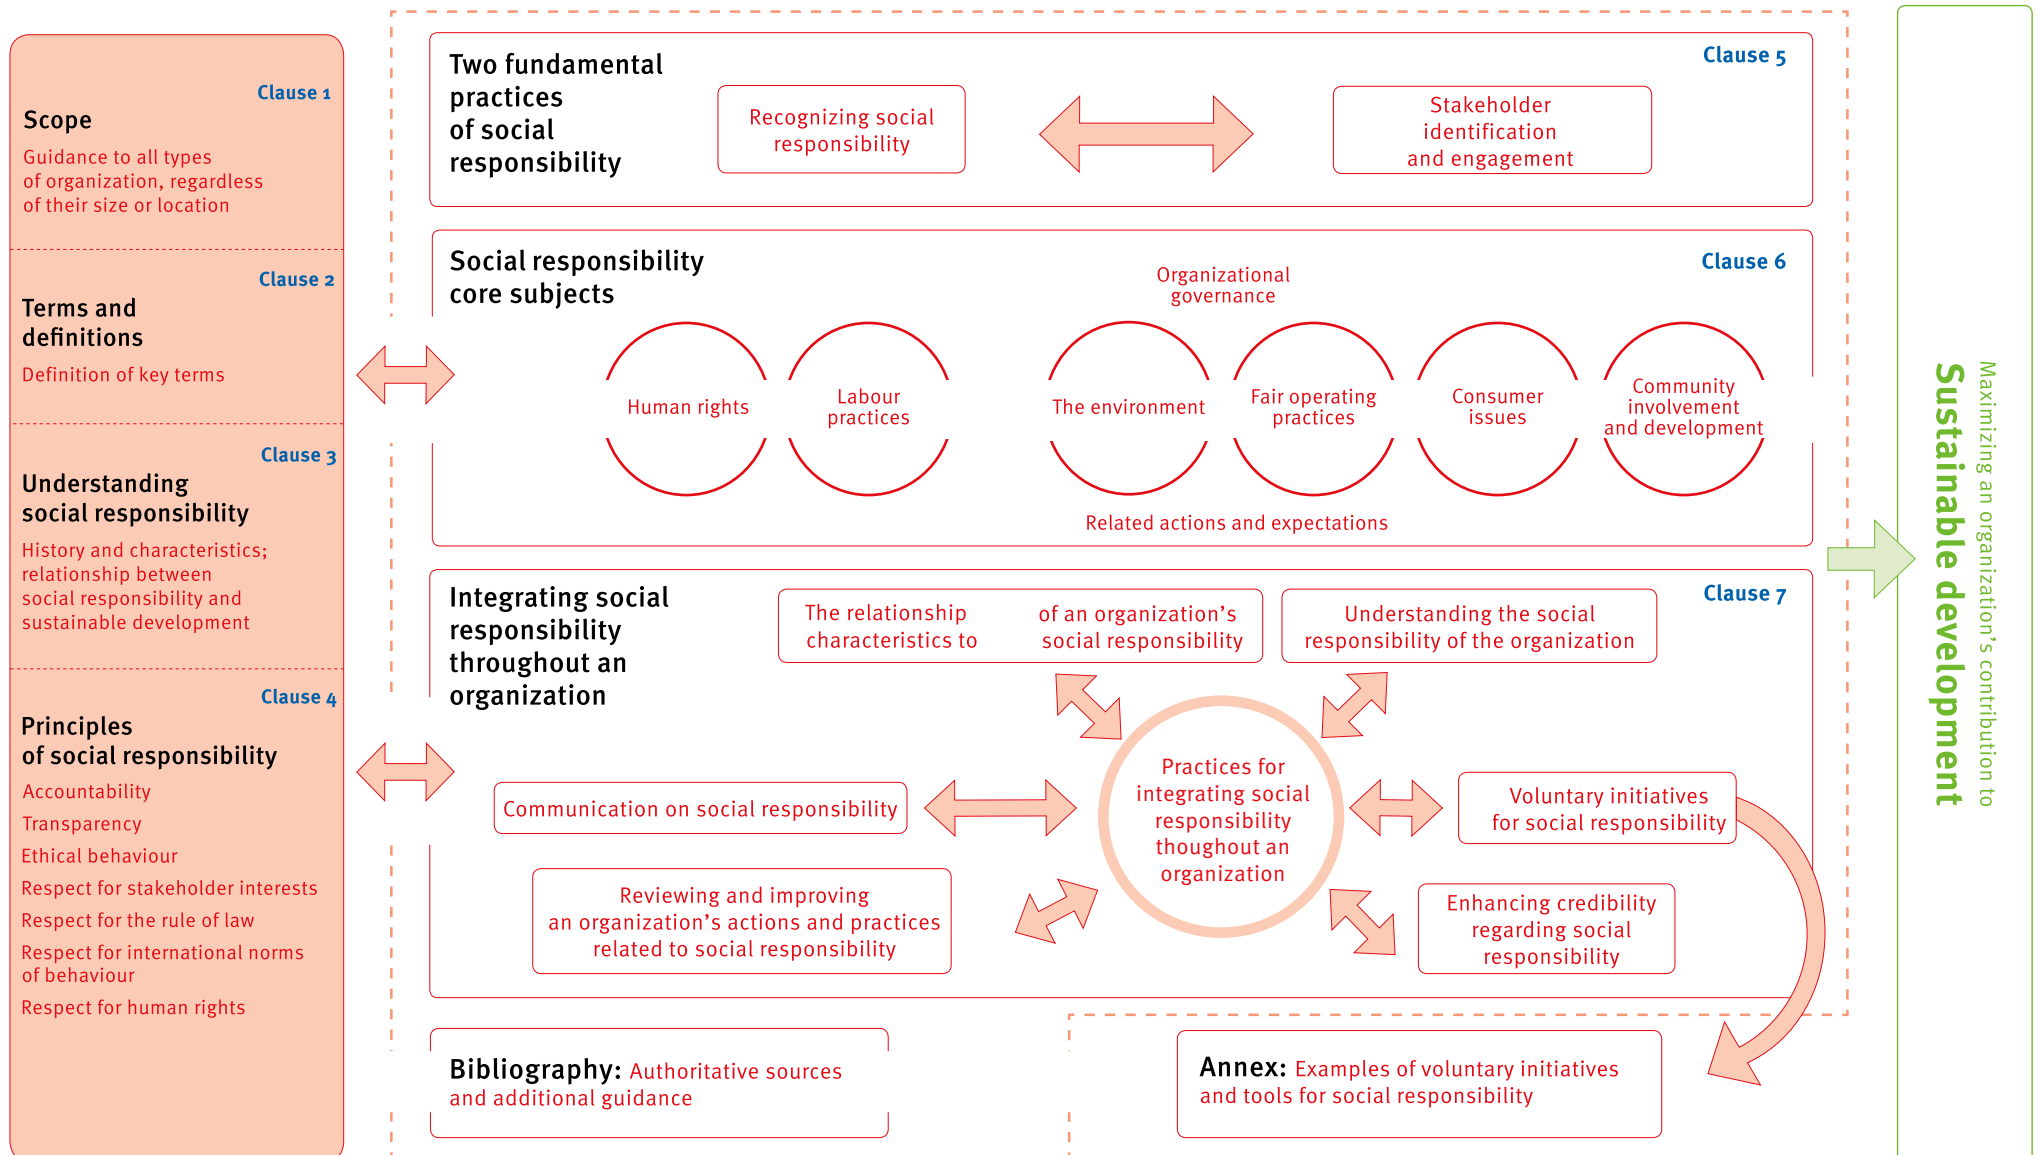 Clause 1
Scope
Guidance to all types
of organization, regardless
of their size or location
Clause 2
Terms and
definitions
Definition of key terms
Clause 3
Understanding
social responsibility
History and characteristics;
relationship between
social responsibility and
sustainable development
Clause 4
Principles
of social responsibility
Accountability
Transparency
Ethical behaviour
Respect for stakeholder interests
Respect for the rule of law
Respect for international norms
of behaviour
Respect for human rights
Two fundamental
practices
of social
responsibility
Clause 5
Recognizing social
responsibility
Stakeholder
identification
and engagement
Social responsibility
core subjects
Clause 6
Organizational
governance
Human rights
Labour
practices
The environment
Fair operating
practices
Consumer
issues
Community
involvement
and development
Related actions and expectations
Integrating social
responsibility
throughout an
organization
Clause 7
The relationship of an organization's
characteristics to social responsibility
Understanding the social
responsibility of the organization
Practices for
integrating social
responsibility
thoughout an
organization
Communication on social responsibility
Voluntary initiatives
for social responsibility
Reviewing and improving
an organization's actions and practices
related to social responsibility
Enhancing credibility
regarding social
responsibility
Bibliography: Authoritative sources
and additional guidance
Annex: Examples of voluntary initiatives
and tools for social responsibility
Maximizing an organization's contribution to
Sustainable development